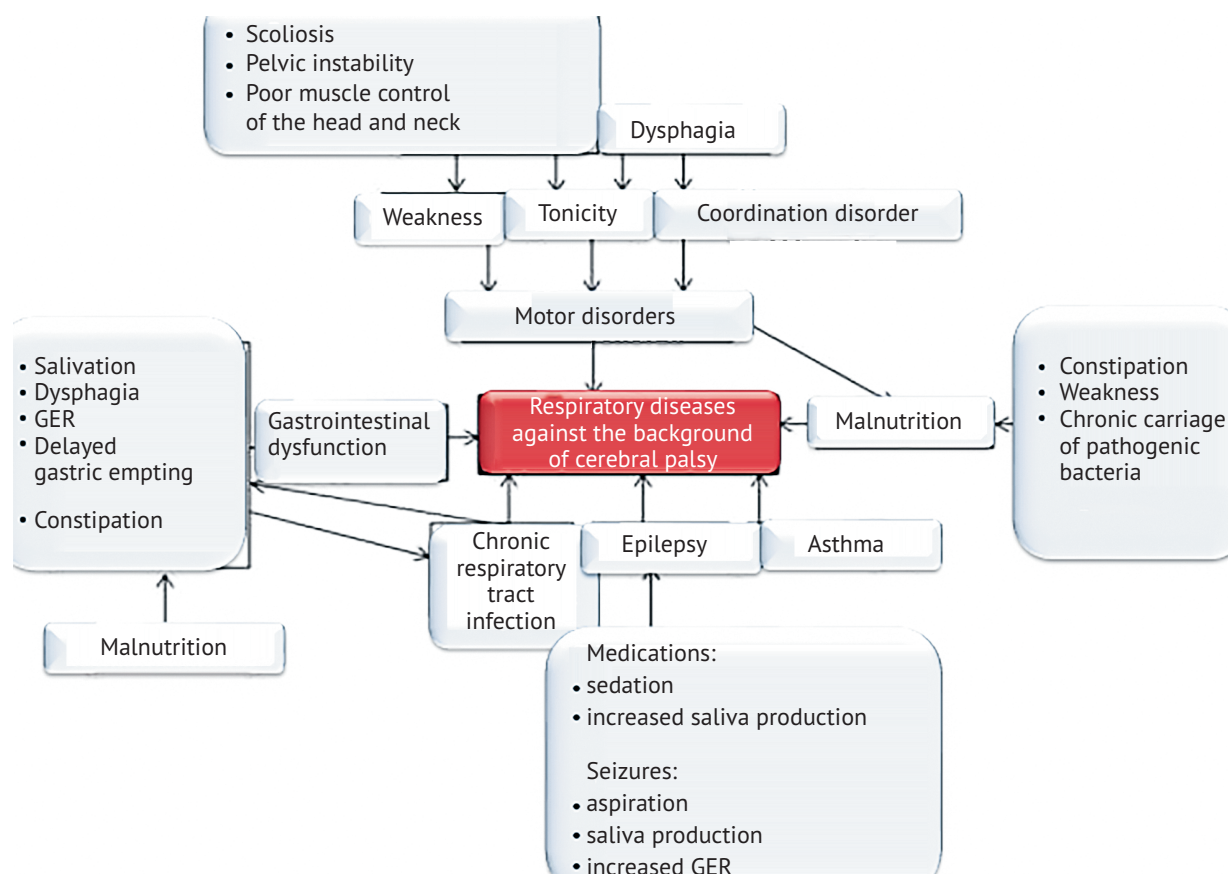 • Scoliosis
• Pelvic instability
• Poor muscle control
of the head and neck
Dysphagia
Weakness
Tonicity
Coordination disorder
Motor disorders
• Salivation
• Dysphagia
• GER
• Delayed
gastric empting
• Constipation
Gastrointestinal
dysfunction
Respiratory diseases
against the background
of cerebral palsy
Malnutrition
• Constipation
• Weakness
• Chronic carriage
of pathogenic
bacteria
Chronic
respiratory
tract
infection
Epilepsy
Asthma
Malnutrition
Medications:
• sedation
• increased saliva production
Seizures:
• aspiration
• saliva production
• increased GER